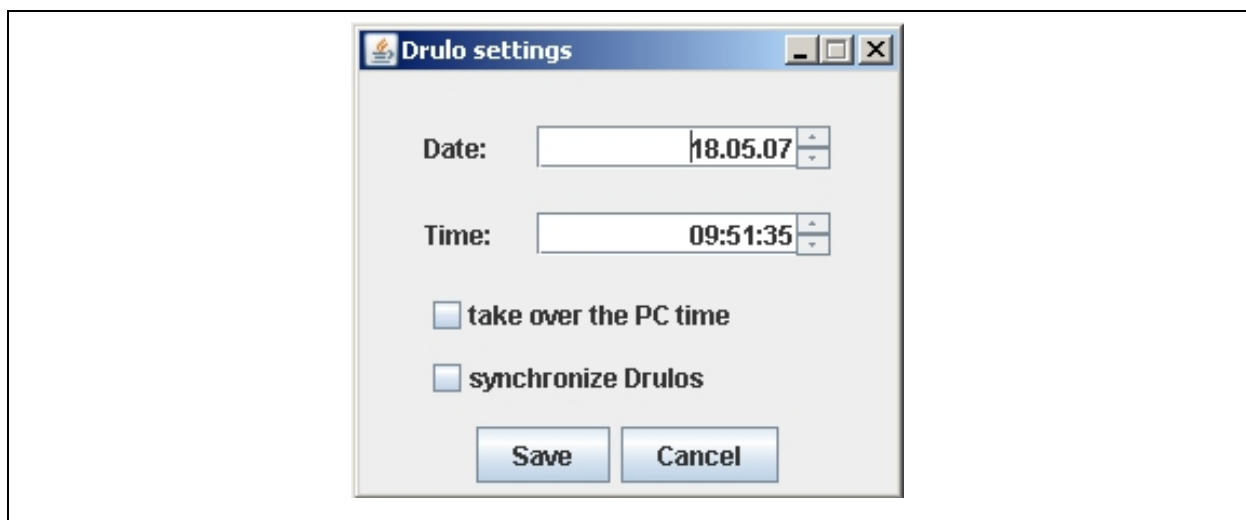 Drulo settings
Date: 18.05.07
Time: 09:51:35
take over the PC time
synchronize Drulos
Save Cancel